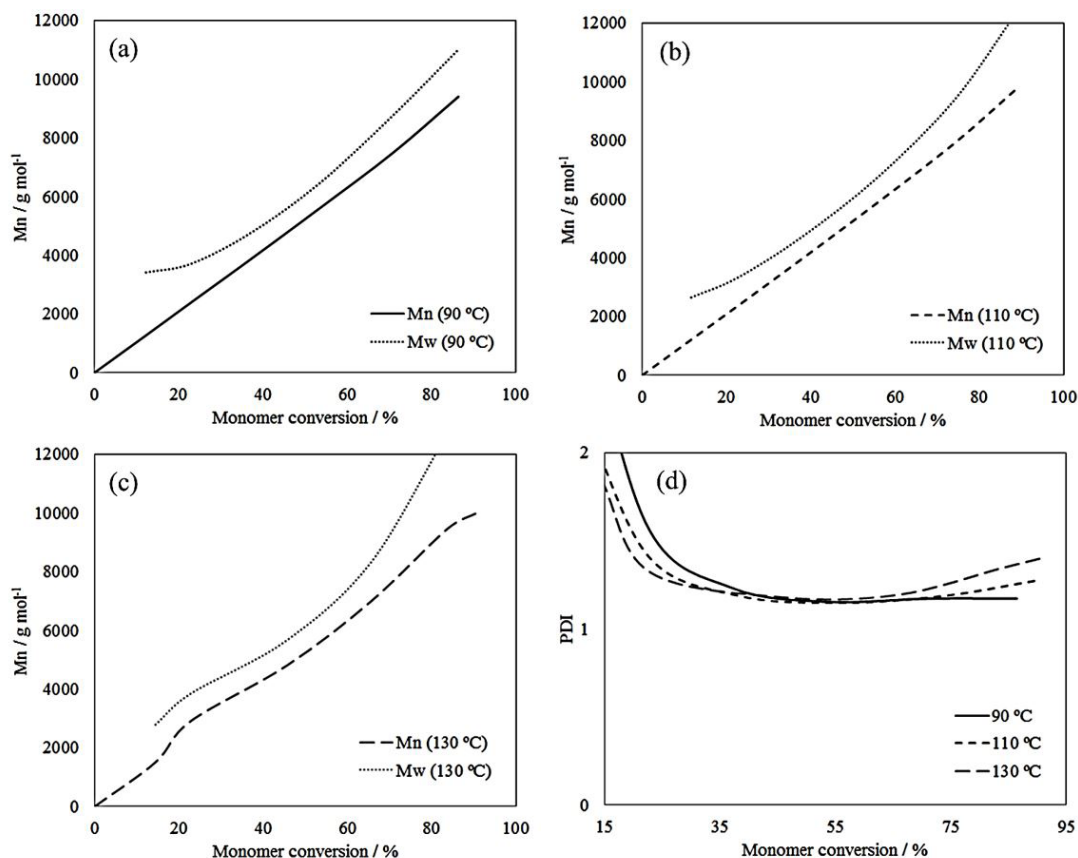 (a)
12000
10000
8000
6000
4000
2000
0
Mn / g mol-1
Mn (90 ºC)
Mw (90 ºC)
0 20 40 60 80 100
Monomer conversion / %
(b)
12000
10000
8000
6000
4000
2000
0
Mn / g mol-1
Mn (110 ºC)
Mw (110 ºC)
0 20 40 60 80 100
Monomer conversion / %
(c)
12000
10000
8000
6000
4000
2000
0
Mn / g mol-1
Mn (130 ºC)
Mw (130 ºC)
0 20 40 60 80 100
Monomer conversion / %
(d)
2
1
0
PDI
90 ºC
110 ºC
130 ºC
15 35 55 75 95
Monomer conversion / %